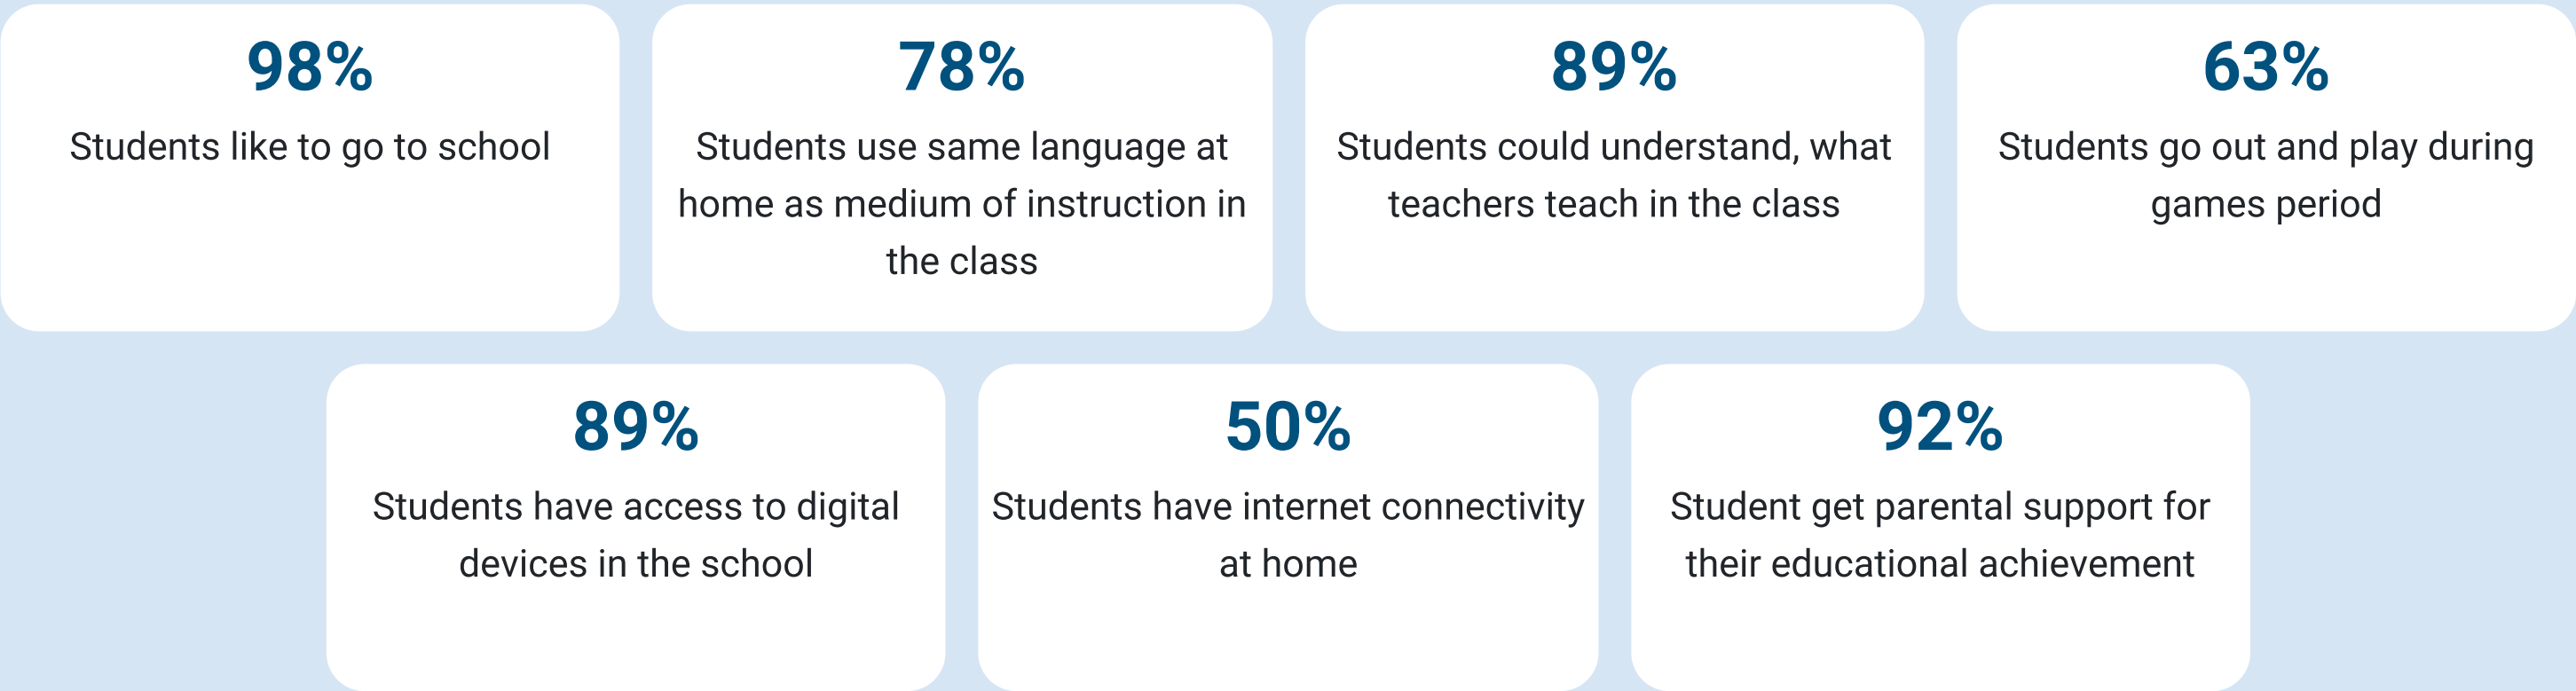 98%
Students like to go to school
78%
Students use same language at
home as medium of instruction in
the class
89%
Students could understand, what
teachers teach in the class
63%
Students go out and play during
games period
89%
Students have access to digital
devices in the school
50%
Students have internet connectivity
at home
92%
Student get parental support for
their educational achievement